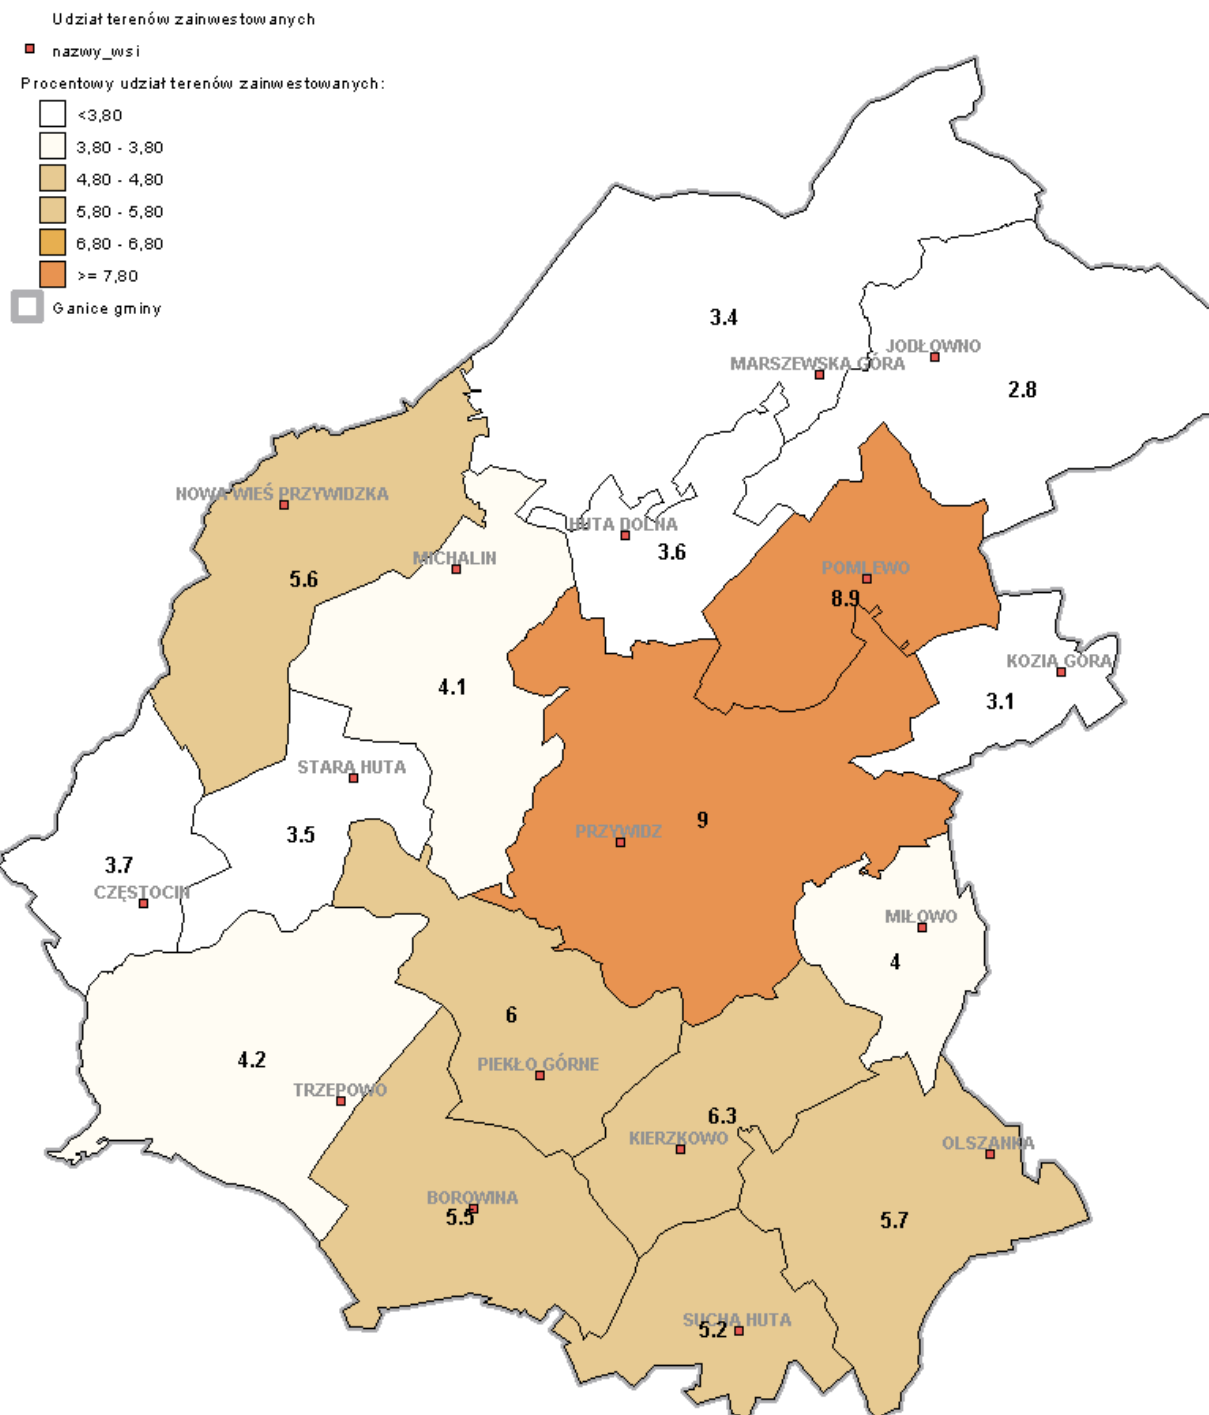 Udział terenów zainwestowanych
nazwy_wsi
Procentowy udział terenów zainwestowanych:
<3,80
3,80 - 3,80
4,80 - 4,80
5,80 - 5,80
6,80 - 6,80
>= 7,80
Ganice gminy
3.4
JODŁOWNO
MARSZEWSKA GÓRA
2.8
NOWA WIEŚ PRZYWIDZKA
HUTA DOLNA
3.6
MICHALIN
POMLEWO
5.6
8.9
KOZIA GÓRA
4.1
3.1
STARA HUTA
9
PRZYWIDZ
3.5
3.7
CZĘSTOCIN
MIŁOWO
4
6
4.2
PIEKŁO GÓRNE
TRZEPOWO
6.3
KIERZKOWO
OLSZANKA
BOROWINA
5.5
5.7
SUCHA HUTA
5.2